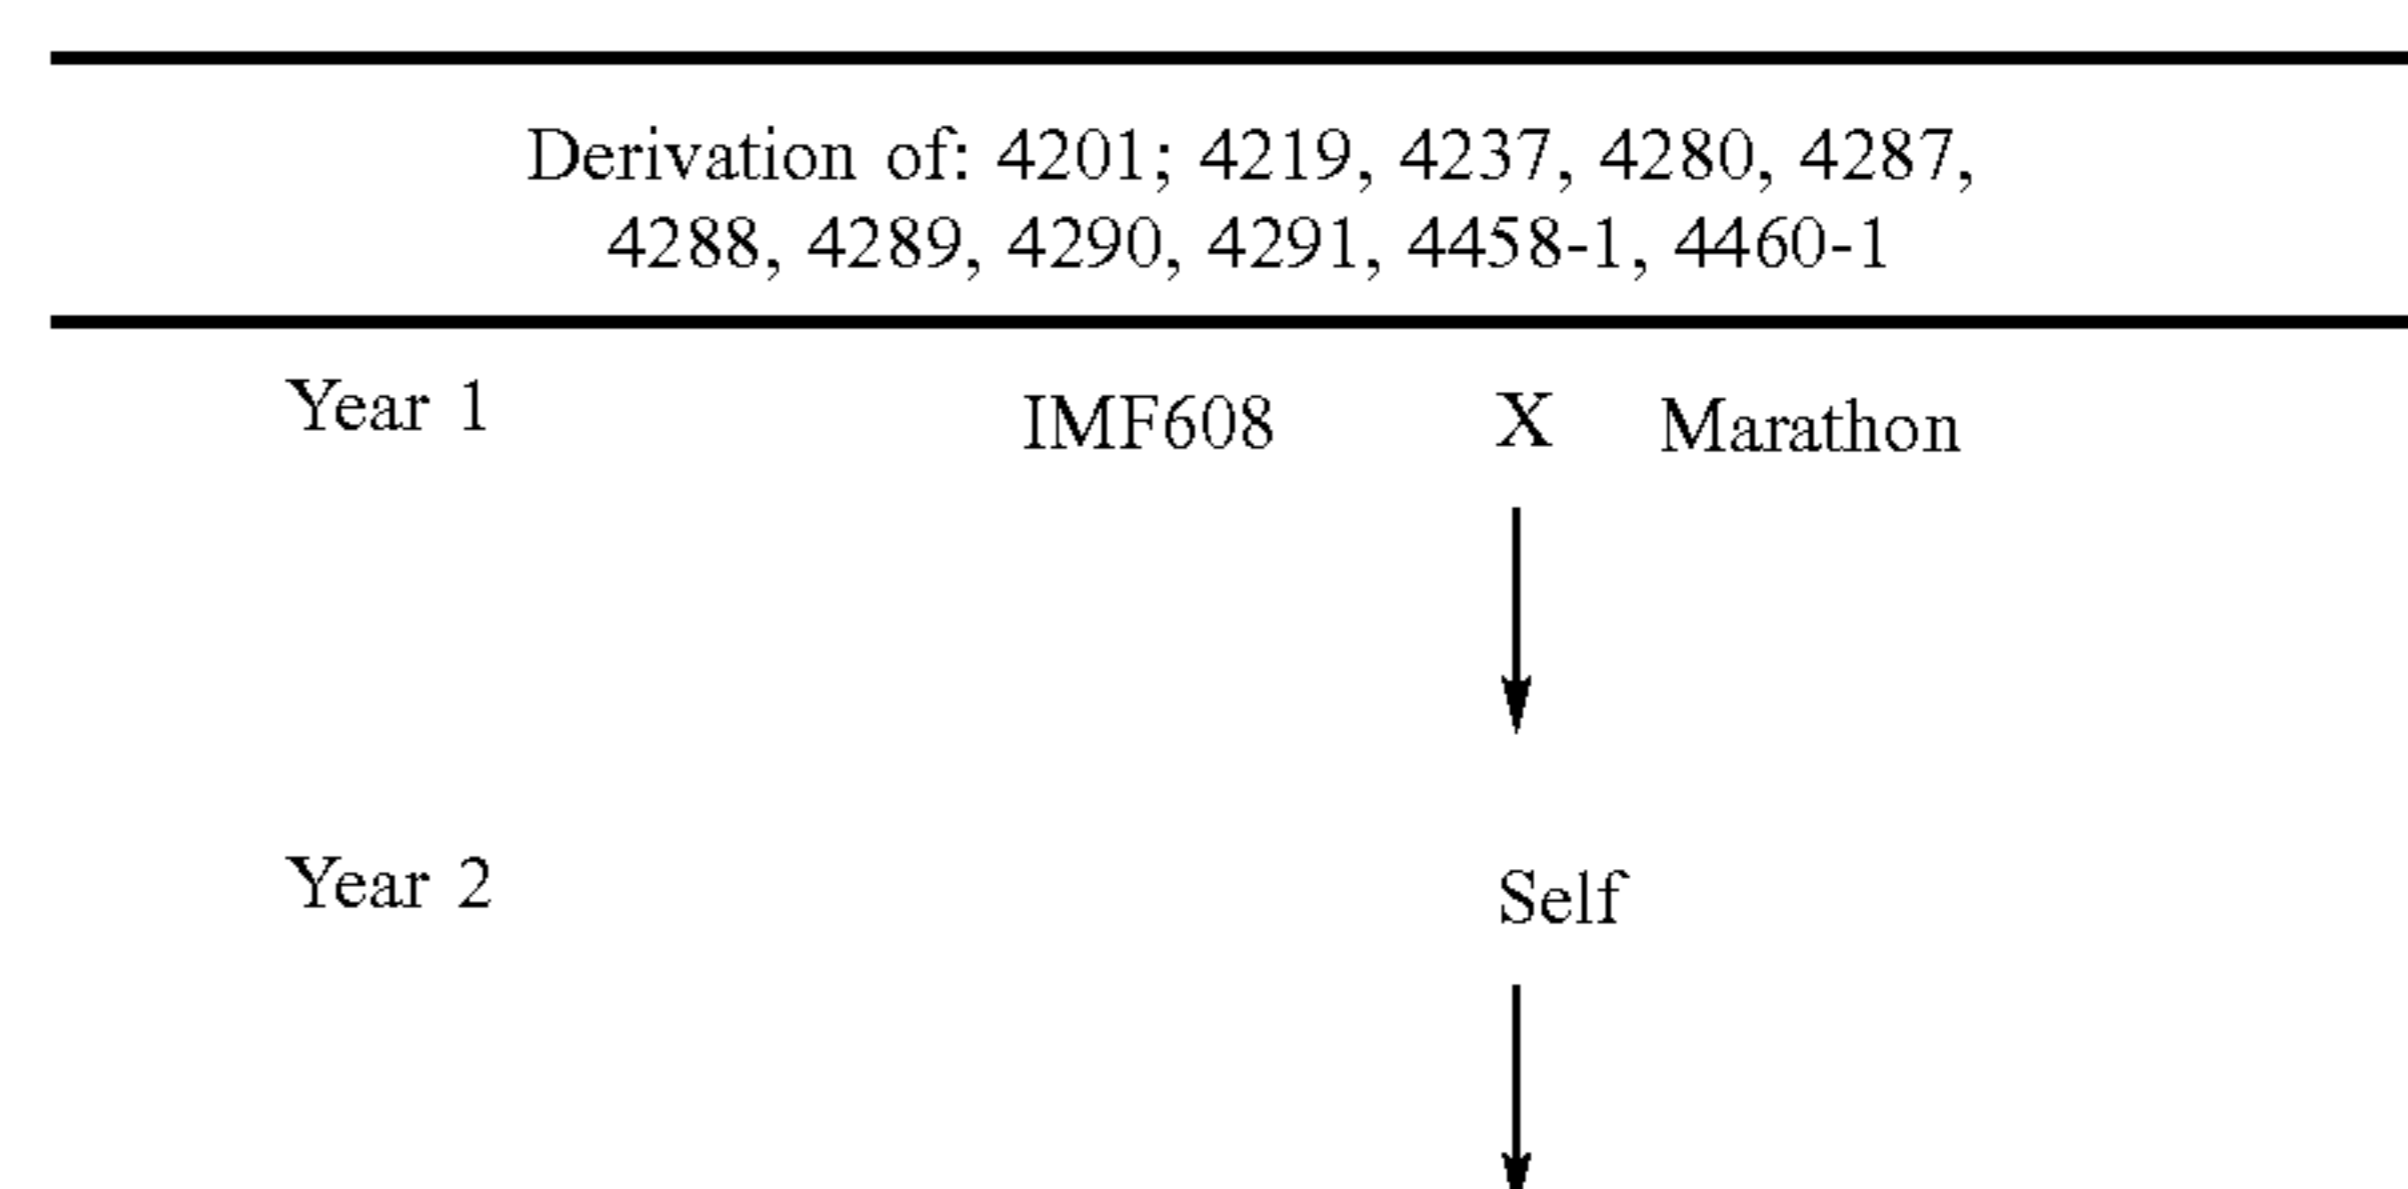 Derivation of: 4201; 4219, 4237, 4280, 4287,
4288, 4289, 4290, 4291, 4458-1, 4460-1
Year 1 IMF608 X Marathon
Year 2 Self